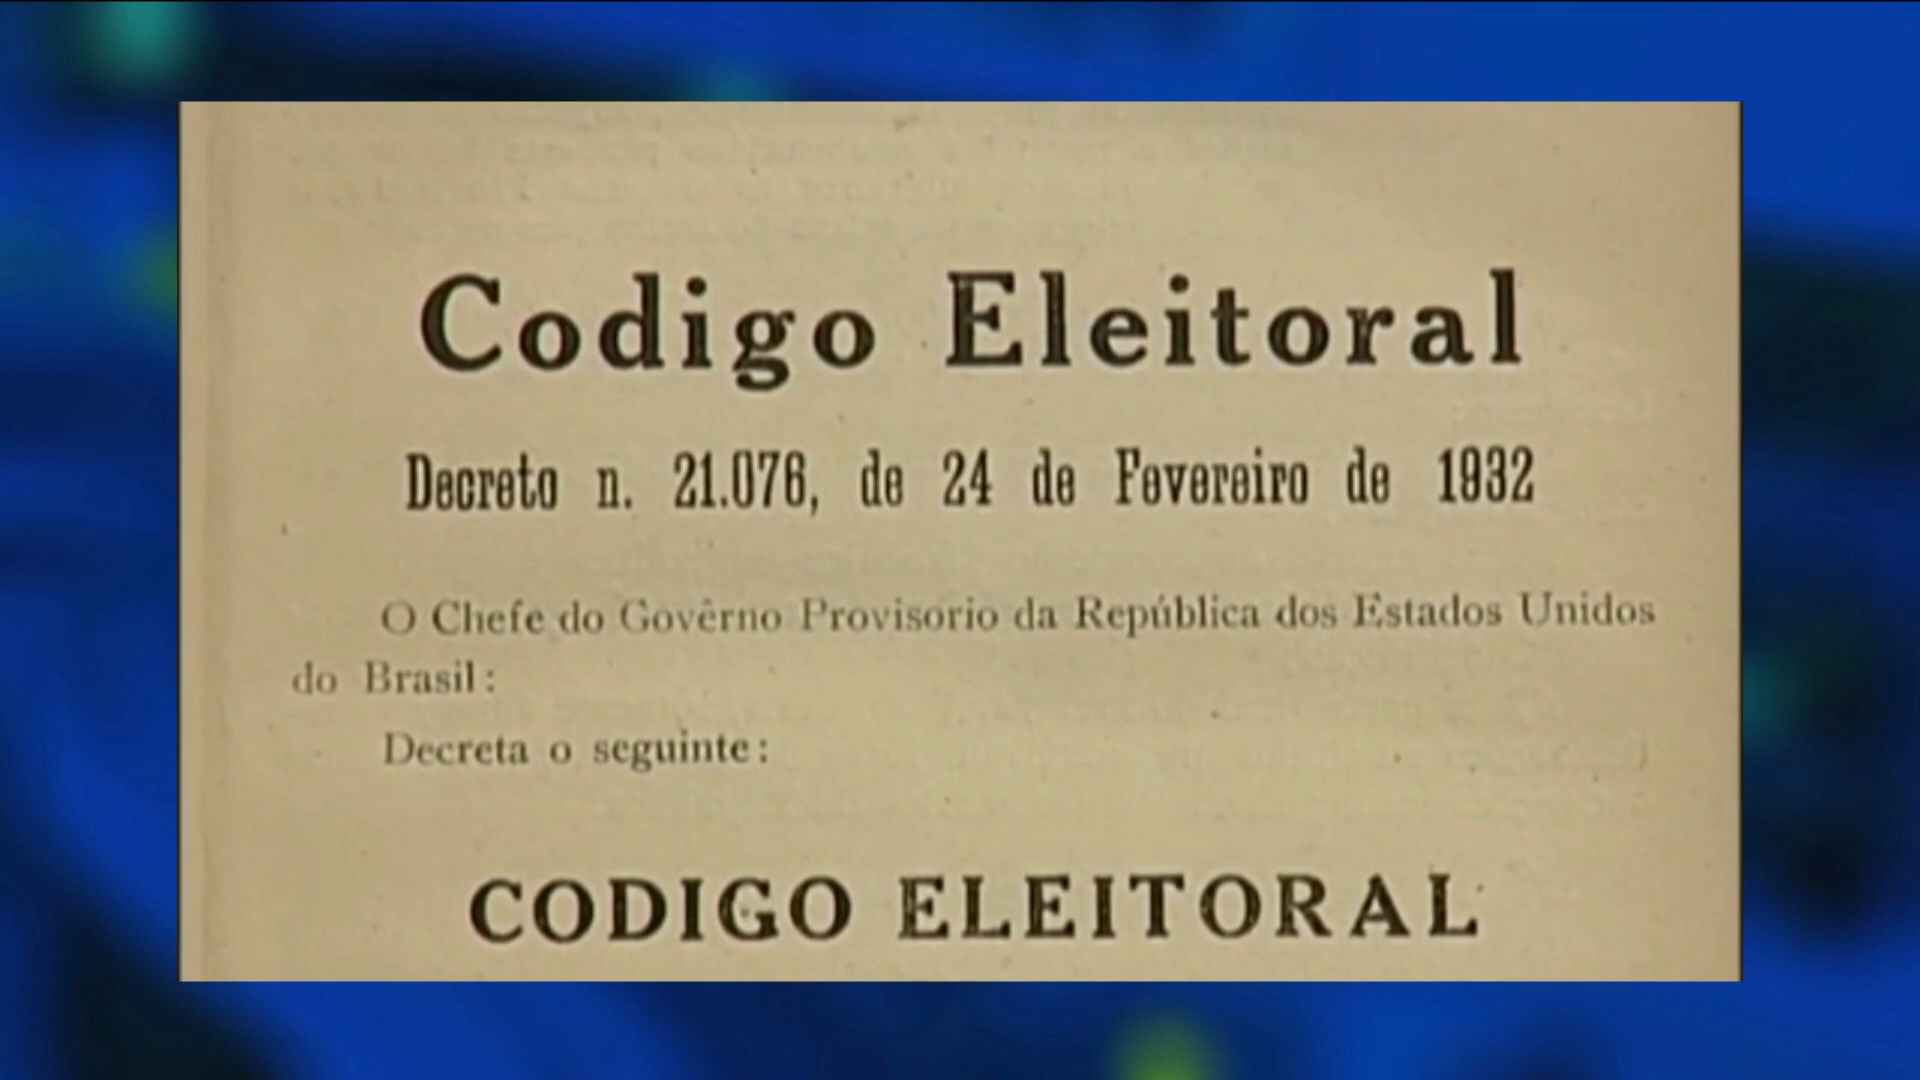 Codigo Eleitoral
Decreto n. 21.076, de 24 de Fevereiro de 1932
O Chefe do Govêrno Provisorio da República dos Estados Unidos
do Brasil:
Decreta o seguinte:
CODIGO ELEITORAL